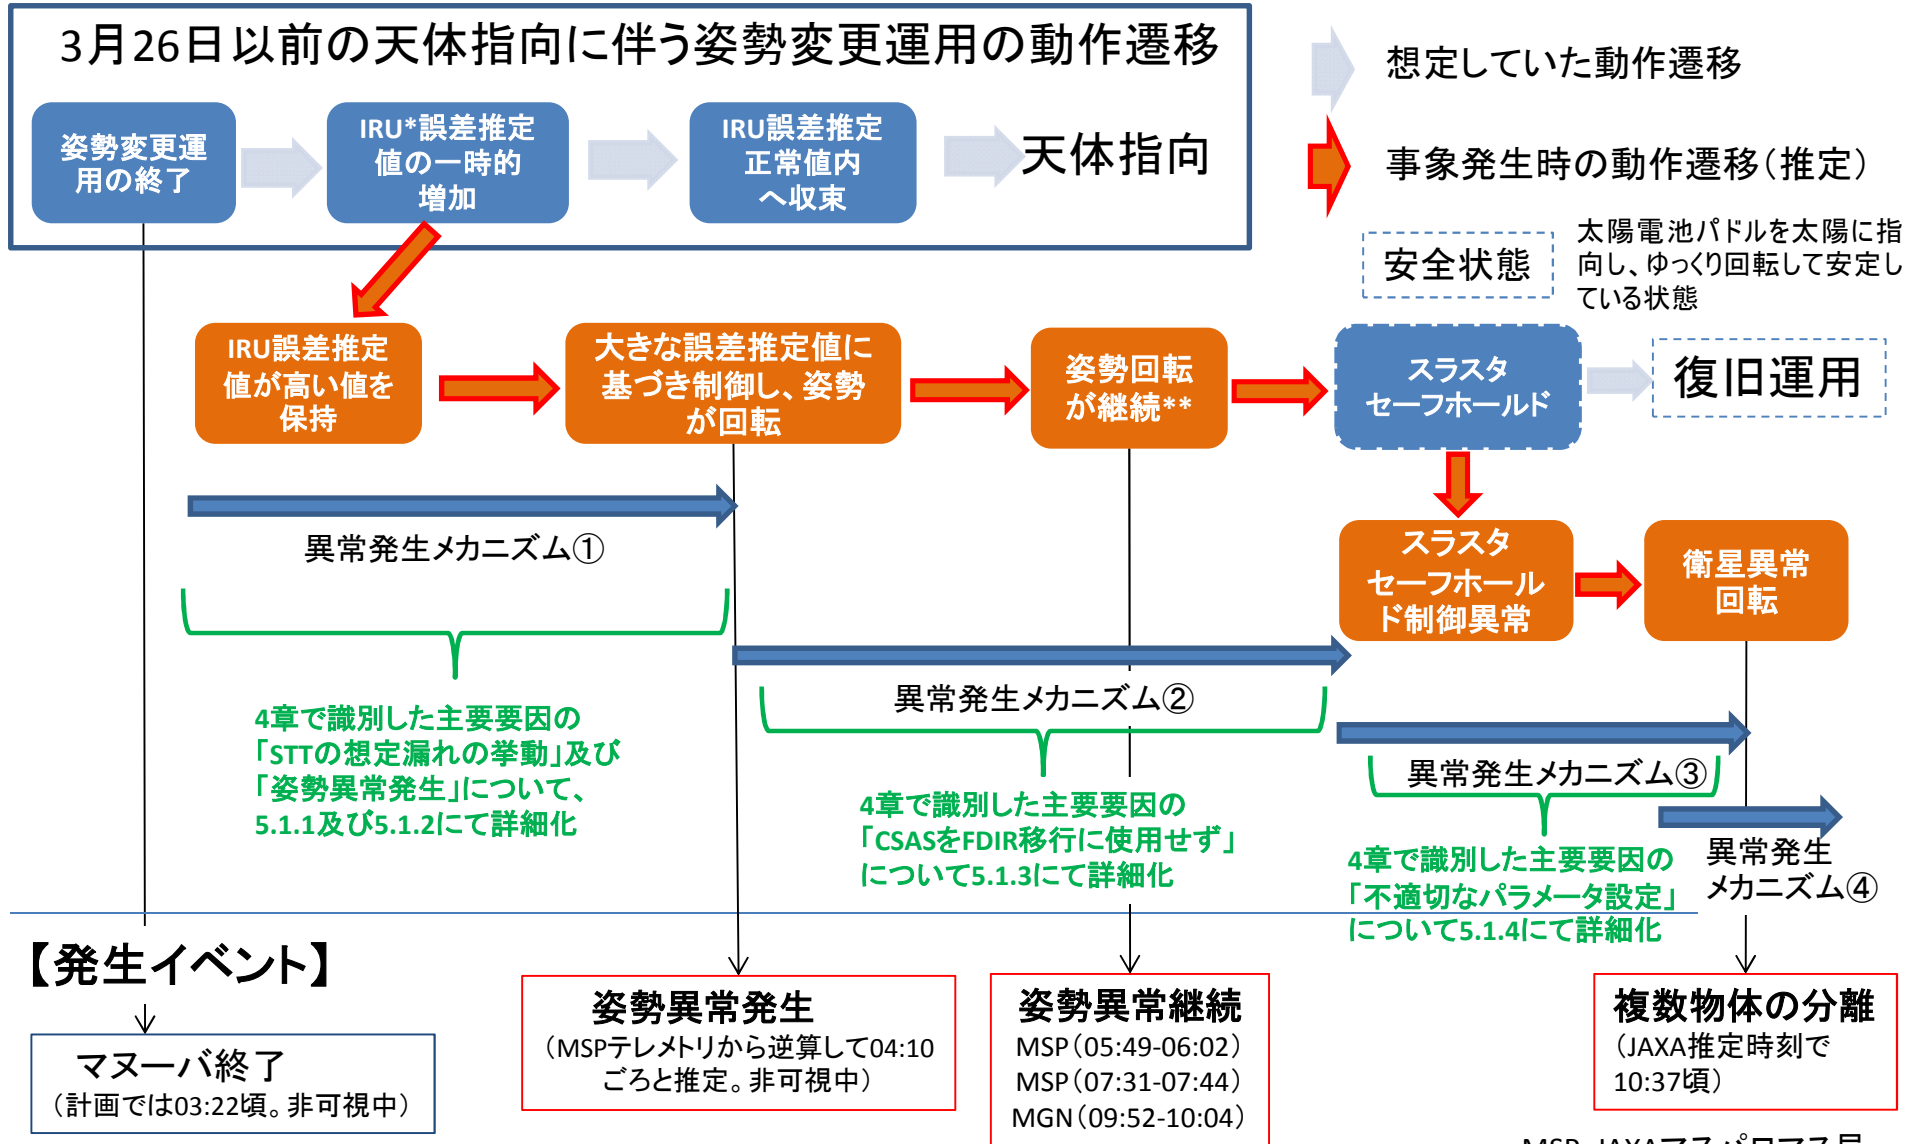 3月26日以前の天体指向に伴う姿勢変更運用の動作遷移
姿勢変更運
用の終了
IRU*誤差推定
値の一時的
増加
IRU誤差推定
正常値内
へ収束
天体指向
想定していた動作遷移
事象発生時の動作遷移（推定）
安全状態
太陽電池パドルを太陽に指
向し、ゆっくり回転して安定し
ている状態
IRU誤差推定
値が高い値を
保持
大きな誤差推定値に
基づき制御し、姿勢
が回転
姿勢回転
が継続**
スラスタ
セーフホールド
復旧運用
スラスタ
セーフホール
ド制御異常
衛星異常
回転
異常発生メカニズム①
異常発生メカニズム②
異常発生メカニズム③
異常発生
メカニズム④
4章で識別した主要要因の
「STTの想定漏れの挙動」及び
「姿勢異常発生」について、
5.1.1及び5.1.2にて詳細化
4章で識別した主要要因の
「CSASをFDIR移行に使用せず」
について5.1.3にて詳細化
4章で識別した主要要因の
「不適切なパラメータ設定」
について5.1.4にて詳細化
【発生イベント】
マヌーバ終了
（計画では03:22頃。非可視中）
姿勢異常発生
（MSPテレメトリから逆算して04:10
ごろと推定。非可視中）
姿勢異常継続
MSP（05:49-06:02）
MSP（07:31-07:44）
MGN（09:52-10:04）
複数物体の分離
（JAXA推定時刻で
10:37頃）
MSP: JAXAマスパロマス局